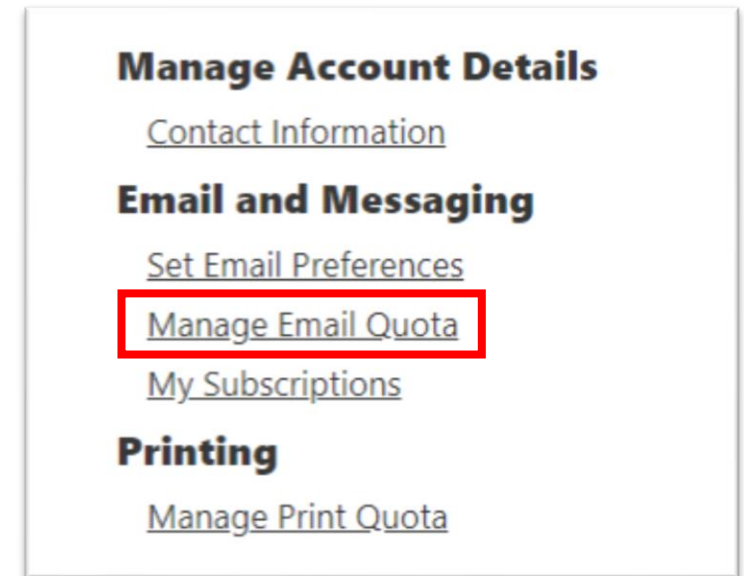 Manage Account Details
Contact Information
Email and Messaging
Set Email Preferences
Manage Email Quota
My Subscriptions
Printing
Manage Print Quota